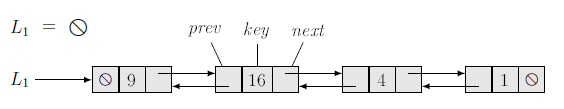 L₁ = ⃠
prev key next
L₁ 9 16 4 1